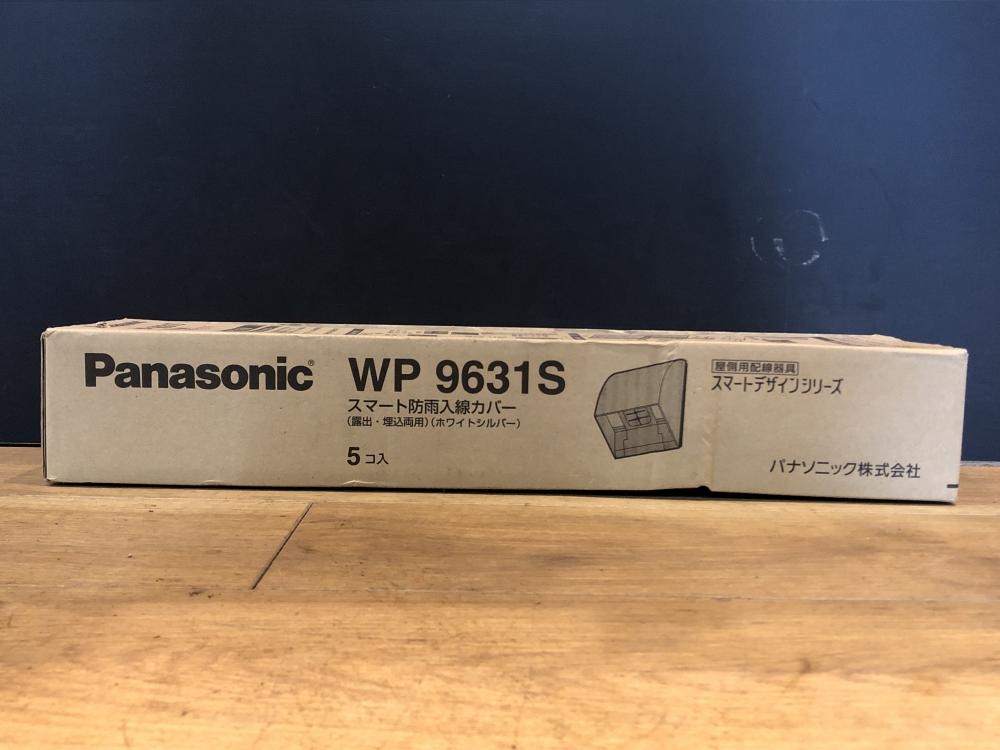 Panasonic®
WP 9631S
スマート防雨入線カバー
(露出・埋込両用)(ホワイトシルバー)
5コ入
屋側用配線器具
スマートデザインシリーズ
パナソニック株式会社